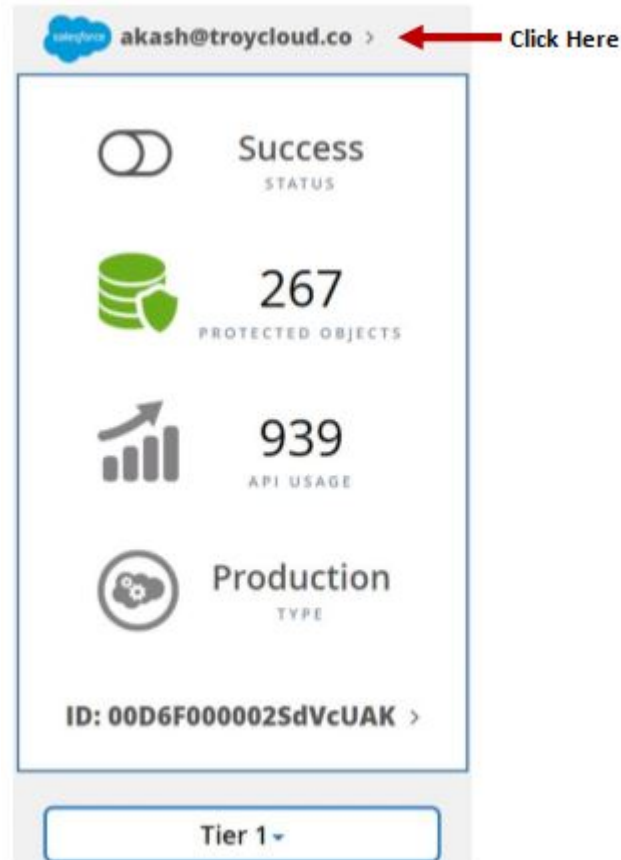 salesforce akash@troycloud.co > Click Here
Success
STATUS
267
PROTECTED OBJECTS
939
API USAGE
Production
TYPE
ID: 00D6F000002SdVcUAK >
Tier 1